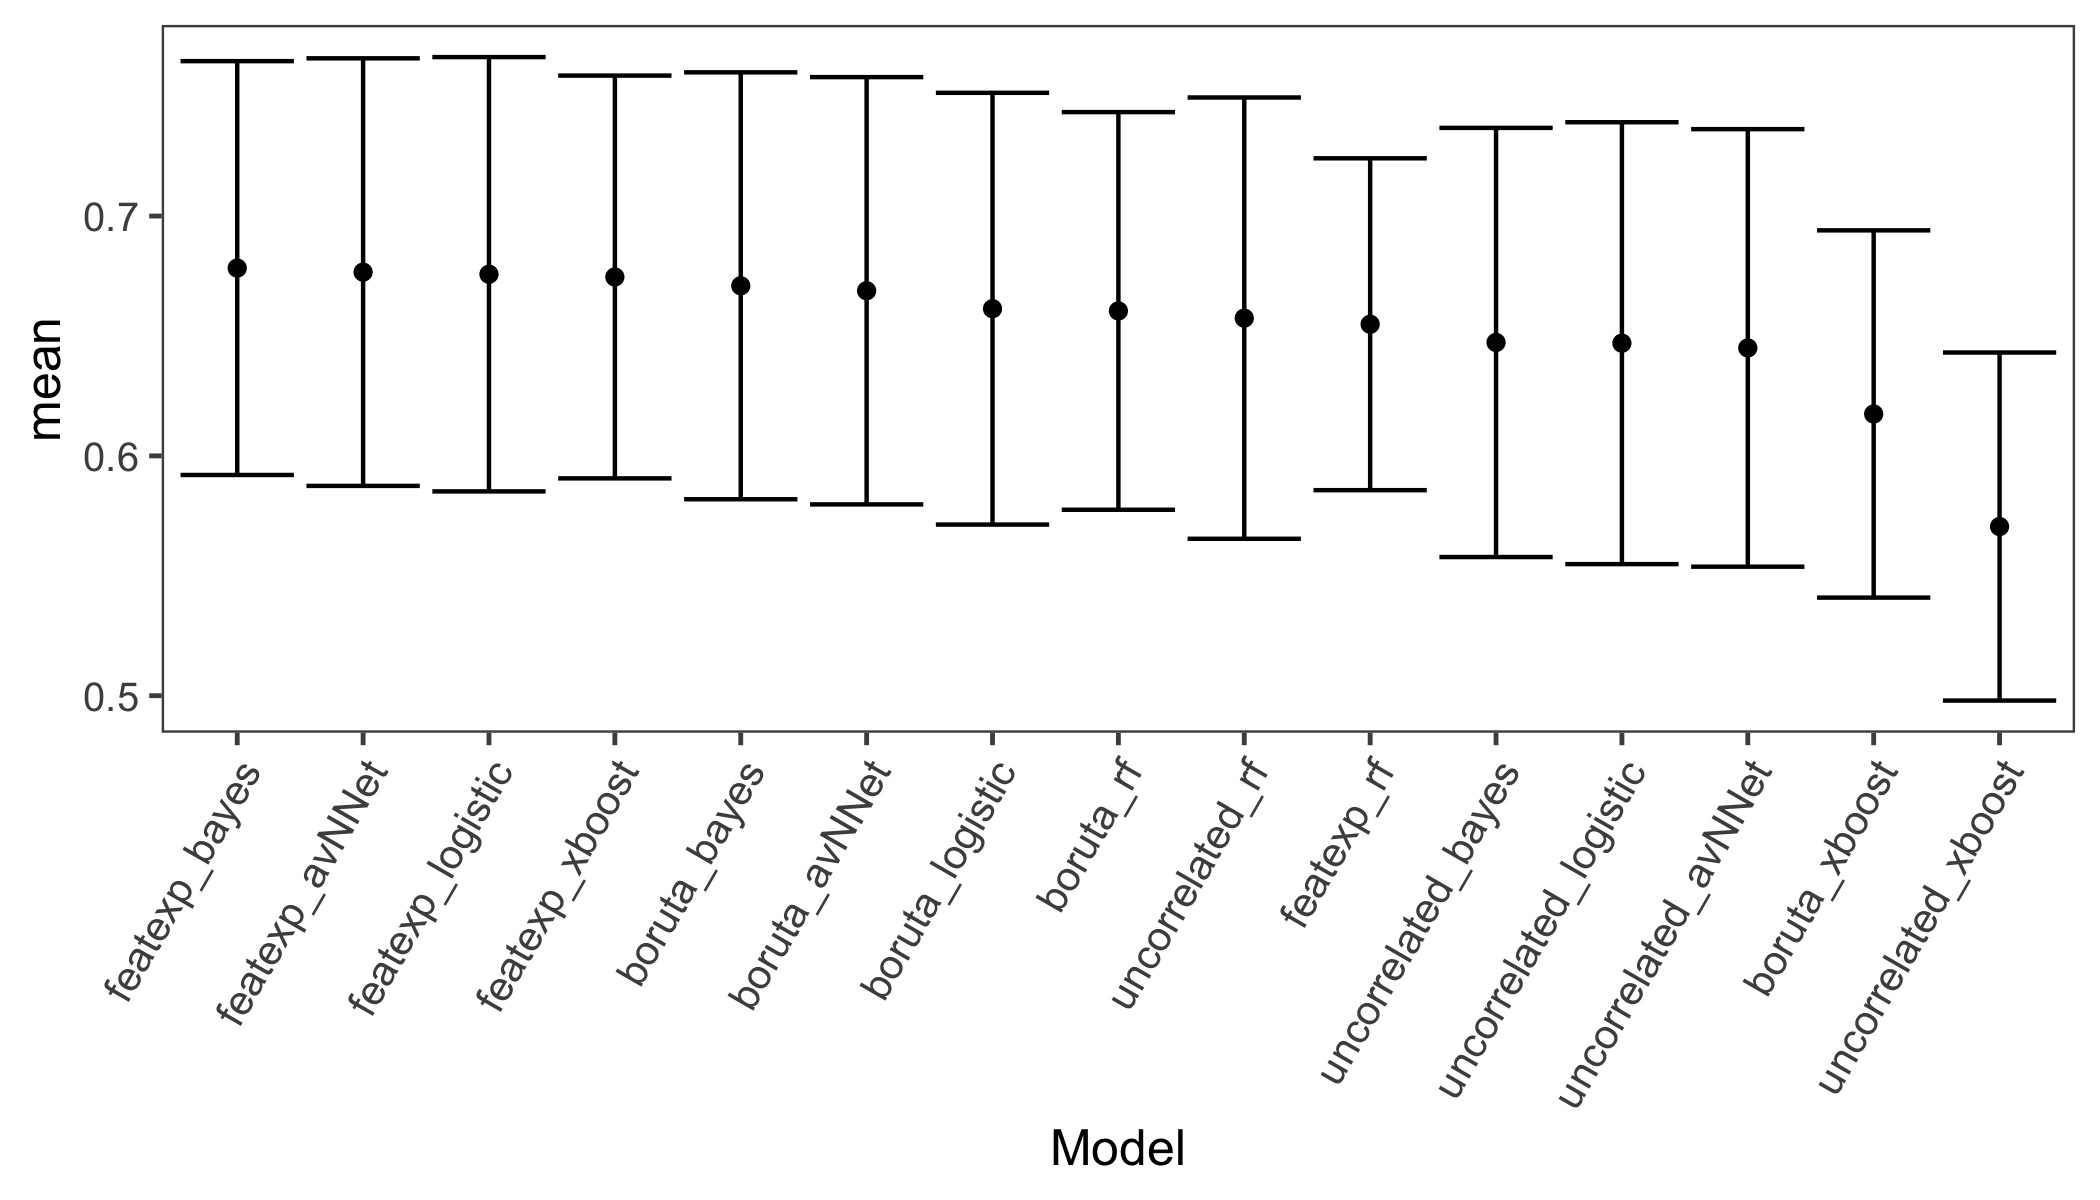 mean
0.7
0.6
0.5
featexp_bayes
featexp_avNNet
featexp_logistic
featexp_xboost
boruta_bayes
boruta_avNNet
boruta_logistic
boruta_rf
uncorrelated_rf
featexp_rf
uncorrelated_bayes
uncorrelated_logistic
uncorrelated_avNNet
boruta_xboost
uncorrelated_xboost
Model